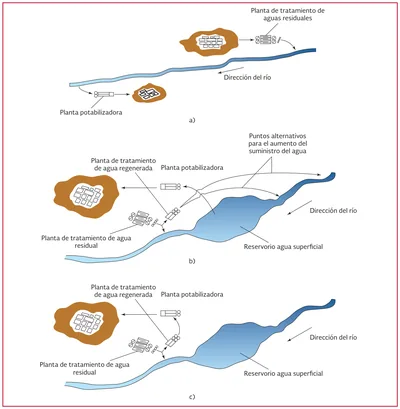 Planta de tratamiento de
aguas residuales
Dirección del río
Planta potabilizadora
a)
Puntos alternativos
para el aumento del
suministro del agua
Planta de tratamiento
de agua regenerada
Planta potabilizadora
Dirección del río
Planta de tratamiento de agua
residual
Reservorio agua superficial
b)
Planta de tratamiento
de agua regenerada
Planta potabilizadora
Dirección del río
Planta de tratamiento de agua
residual
Reservorio agua superficial
c)